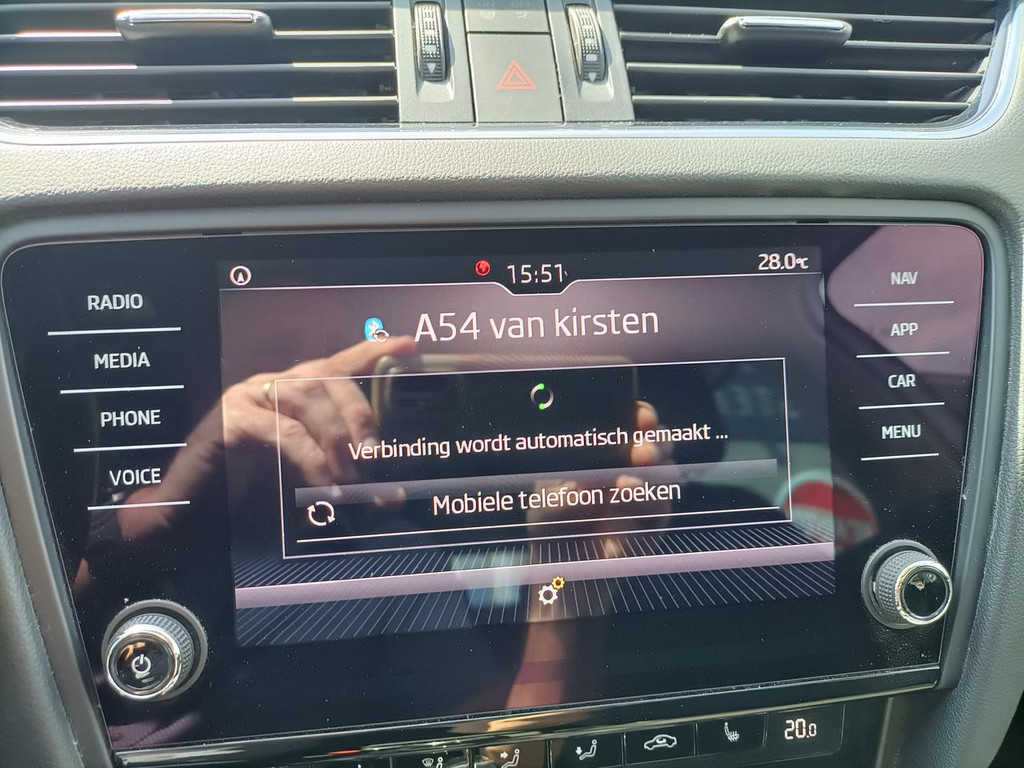 15:51
28.0°C
RADIO
MEDIA
PHONE
VOICE
A54 van kirsten
Verbinding wordt automatisch gemaakt ...
Mobiele telefoon zoeken
NAV
APP
CAR
MENU
20.0